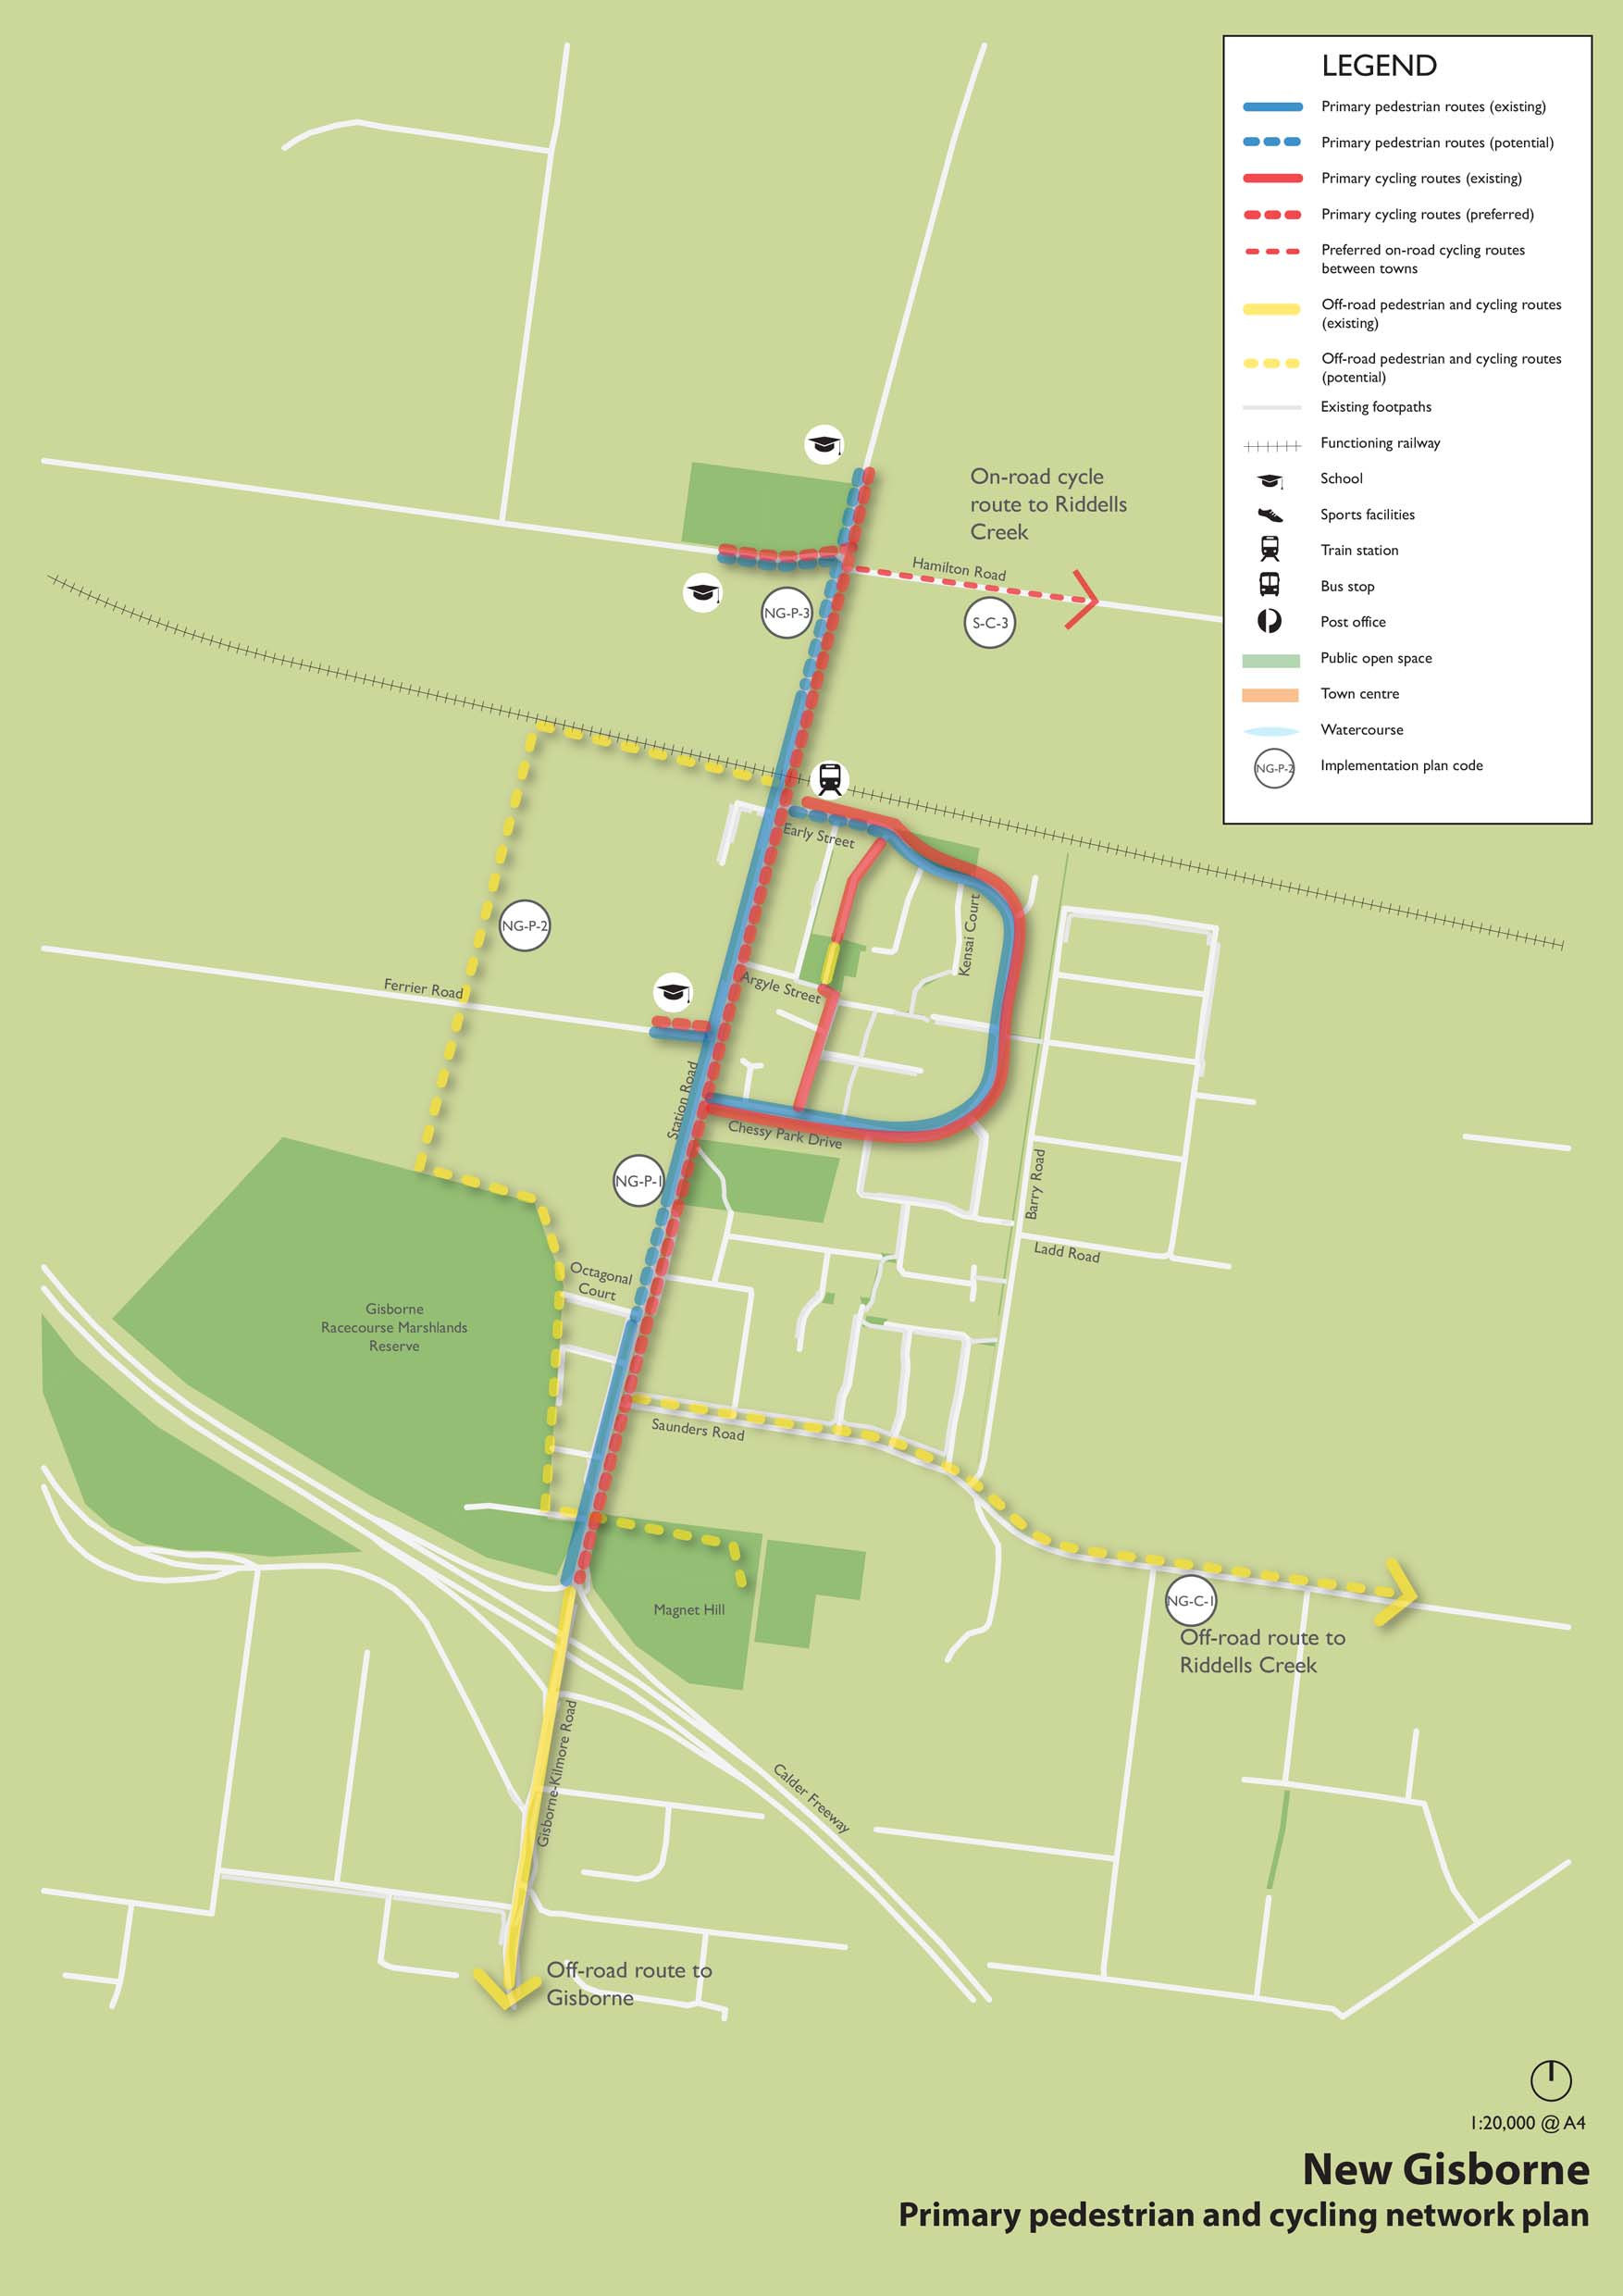 LEGEND
Primary pedestrian routes (existing)
Primary pedestrian routes (potential)
Primary cycling routes (existing)
Primary cycling routes (preferred)
Preferred on-road cycling routes
between towns
Off-road pedestrian and cycling routes
(existing)
Off-road pedestrian and cycling routes
(potential)
Existing footpaths
Functioning railway
School
Sports facilities
Train station
Bus stop
Post office
Public open space
Town centre
Watercourse
NG-P-2
Implementation plan code
On-road cycle
route to Riddells
Creek
Hamilton Road
NG-P-3
S-C-3
Early Street
Kensai Court
NG-P-2
Argyle Street
Ferrier Road
Station Road
Chessy Park Drive
NG-P-1
Barry Road
Ladd Road
Octagonal
Court
Gisborne
Racecourse Marshlands
Reserve
Saunders Road
Magnet Hill
NG-C-1
Off-road route to
Riddells Creek
Gisborne-Kilmore Road
Calder Freeway
Off-road route to
Gisborne
1:20,000 @ A4
New Gisborne
Primary pedestrian and cycling network plan